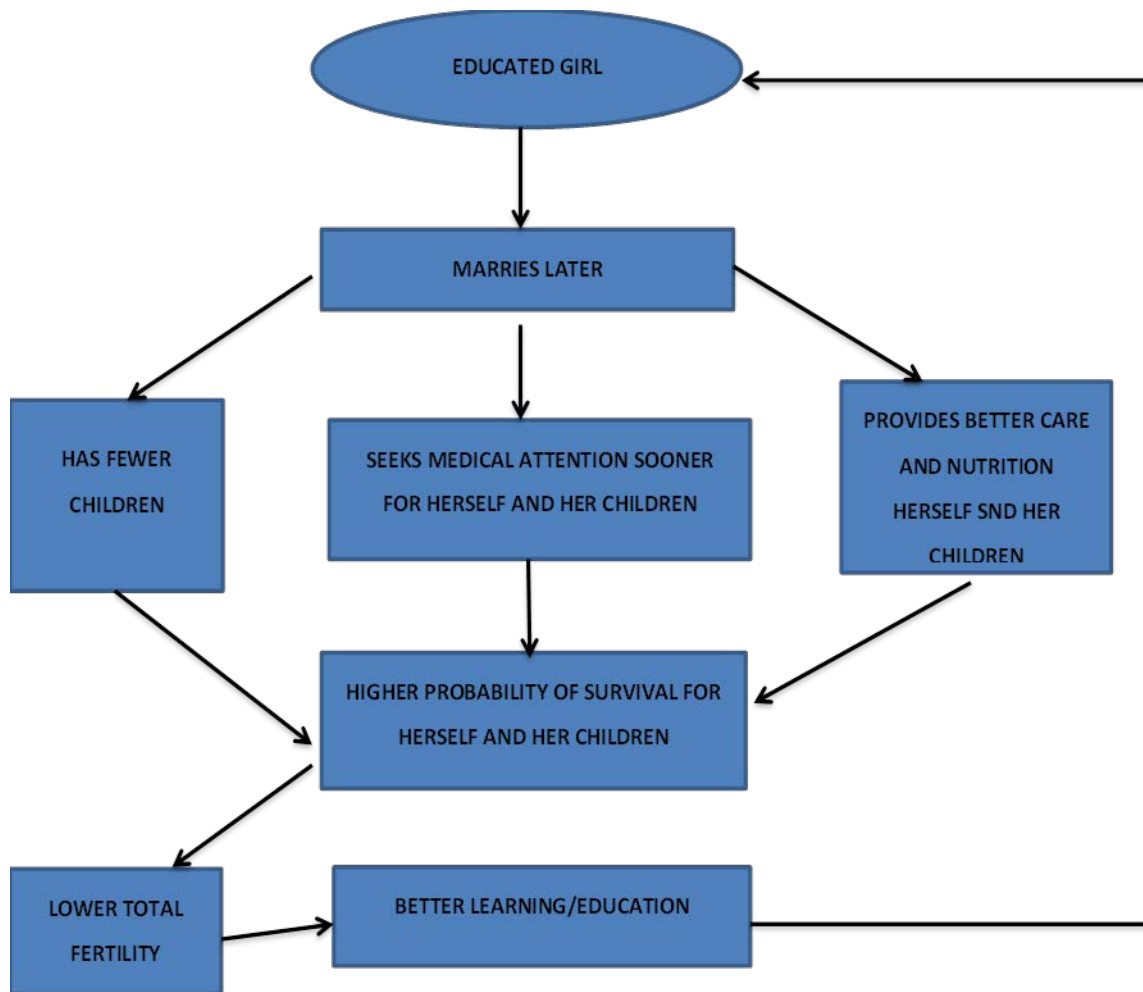 EDUCATED GIRL
MARRIES LATER
HAS FEWER
CHILDREN
SEEKS MEDICAL ATTENTION SOONER
FOR HERSELF AND HER CHILDREN
PROVIDES BETTER CARE
AND NUTRITION
HERSELF SND HER
CHILDREN
HIGHER PROBABILITY OF SURVIVAL FOR
HERSELF AND HER CHILDREN
LOWER TOTAL
FERTILITY
BETTER LEARNING/EDUCATION